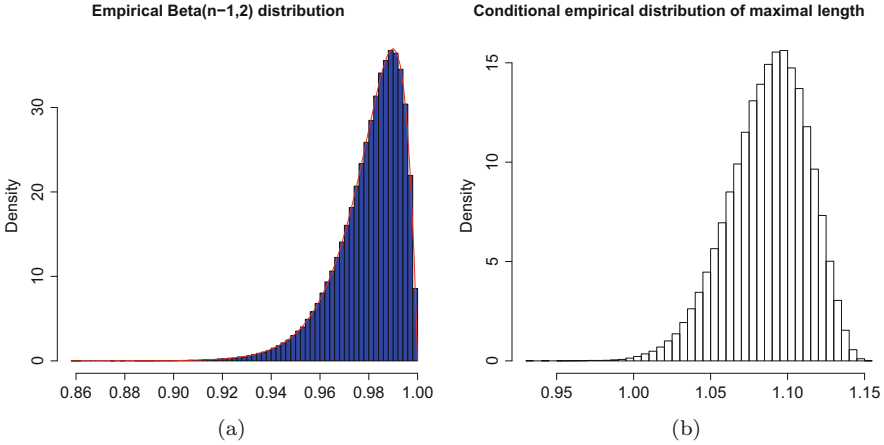 Empirical Beta(n−1,2) distribution
Density
0 10 20 30
0.86 0.88 0.90 0.92 0.94 0.96 0.98 1.00
(a)
Conditional empirical distribution of maximal length
Density
0 5 10 15
0.95 1.00 1.05 1.10 1.15
(b)